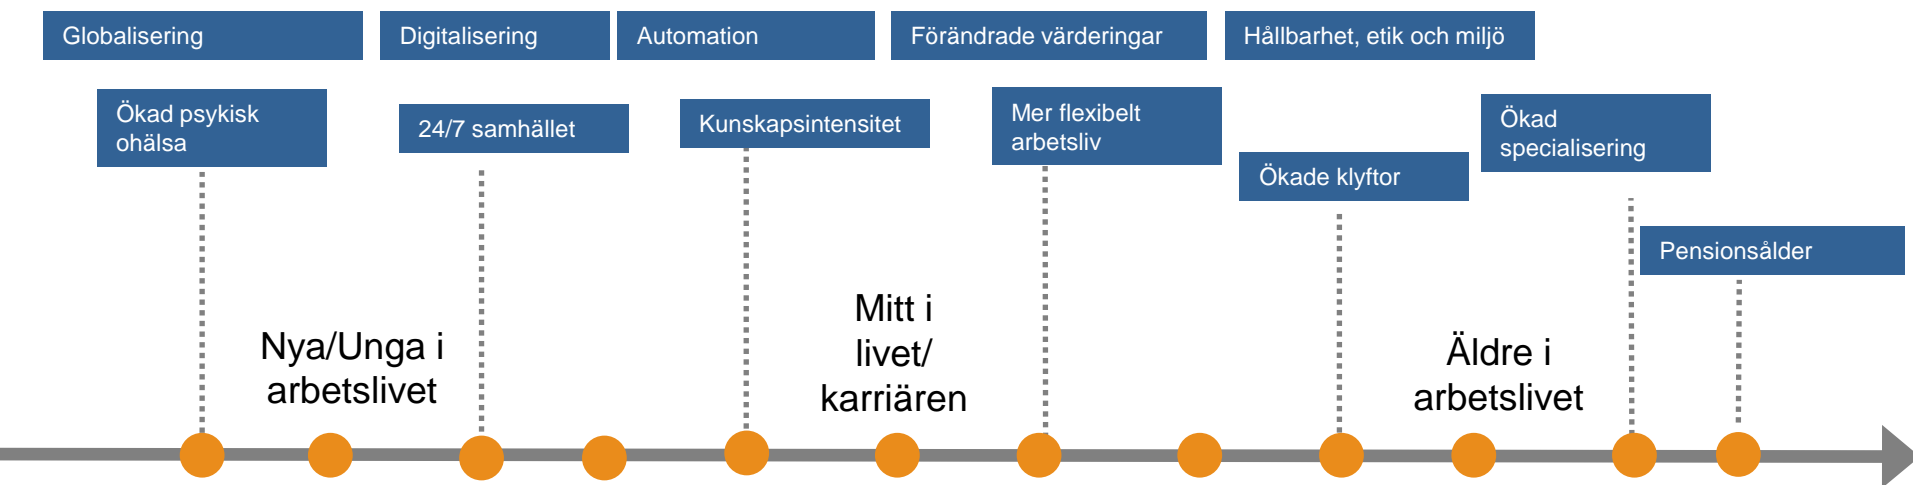 Globalisering
Digitalisering
Automation
Förändrade värderingar
Hållbarhet, etik och miljö
Ökad psykisk
ohälsa
24/7 samhället
Kunskapsintensitet
Mer flexibelt
arbetsliv
Ökade klyftor
Ökad
specialisering
Pensionsålder
Nya/Unga i
arbetslivet
Mitt i
livet/
karriären
Äldre i
arbetslivet